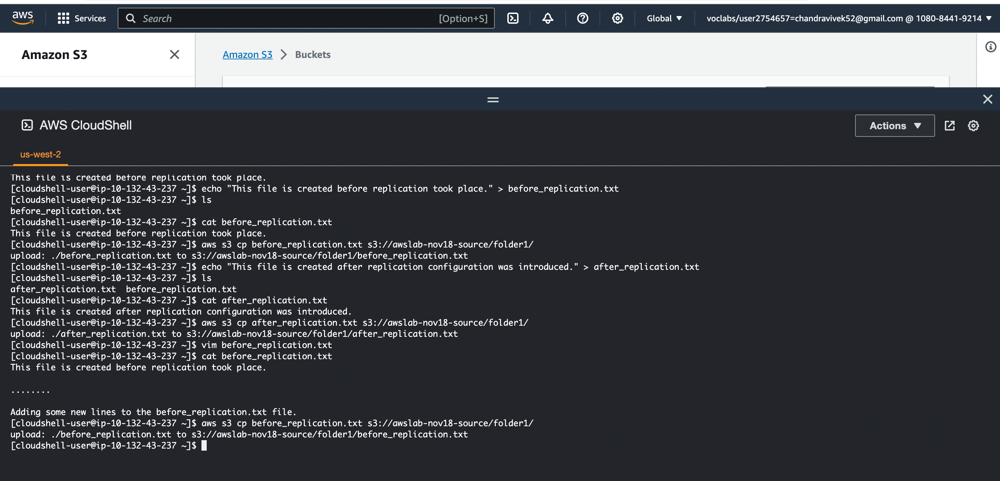 aws Services Search [Option+S] Global voclabs/user2754657=chandravivek52@gmail.com @ 1080-8441-9214
Amazon S3
Amazon S3 > Buckets
AWS CloudShell
Actions
us-west-2
This file is created before replication took place.
[cloudshell-user@ip-10-132-43-237 ~]$ echo "This file is created before replication took place." > before_replication.txt
[cloudshell-user@ip-10-132-43-237 ~]$ ls
before_replication.txt
[cloudshell-user@ip-10-132-43-237 ~]$ cat before_replication.txt
This file is created before replication took place.
[cloudshell-user@ip-10-132-43-237 ~]$ aws s3 cp before_replication.txt s3://awslab-nov18-source/folder1/
upload: ./before_replication.txt to s3://awslab-nov18-source/folder1/before_replication.txt
[cloudshell-user@ip-10-132-43-237 ~]$ echo "This file is created after replication configuration was introduced." > after_replication.txt
[cloudshell-user@ip-10-132-43-237 ~]$ ls
after_replication.txt  before_replication.txt
[cloudshell-user@ip-10-132-43-237 ~]$ cat after_replication.txt
This file is created after replication configuration was introduced.
[cloudshell-user@ip-10-132-43-237 ~]$ aws s3 cp after_replication.txt s3://awslab-nov18-source/folder1/
upload: ./after_replication.txt to s3://awslab-nov18-source/folder1/after_replication.txt
[cloudshell-user@ip-10-132-43-237 ~]$ vim before_replication.txt
[cloudshell-user@ip-10-132-43-237 ~]$ cat before_replication.txt
This file is created before replication took place.
........
Adding some new lines to the before_replication.txt file.
[cloudshell-user@ip-10-132-43-237 ~]$ aws s3 cp before_replication.txt s3://awslab-nov18-source/folder1/
upload: ./before_replication.txt to s3://awslab-nov18-source/folder1/before_replication.txt
[cloudshell-user@ip-10-132-43-237 ~]$